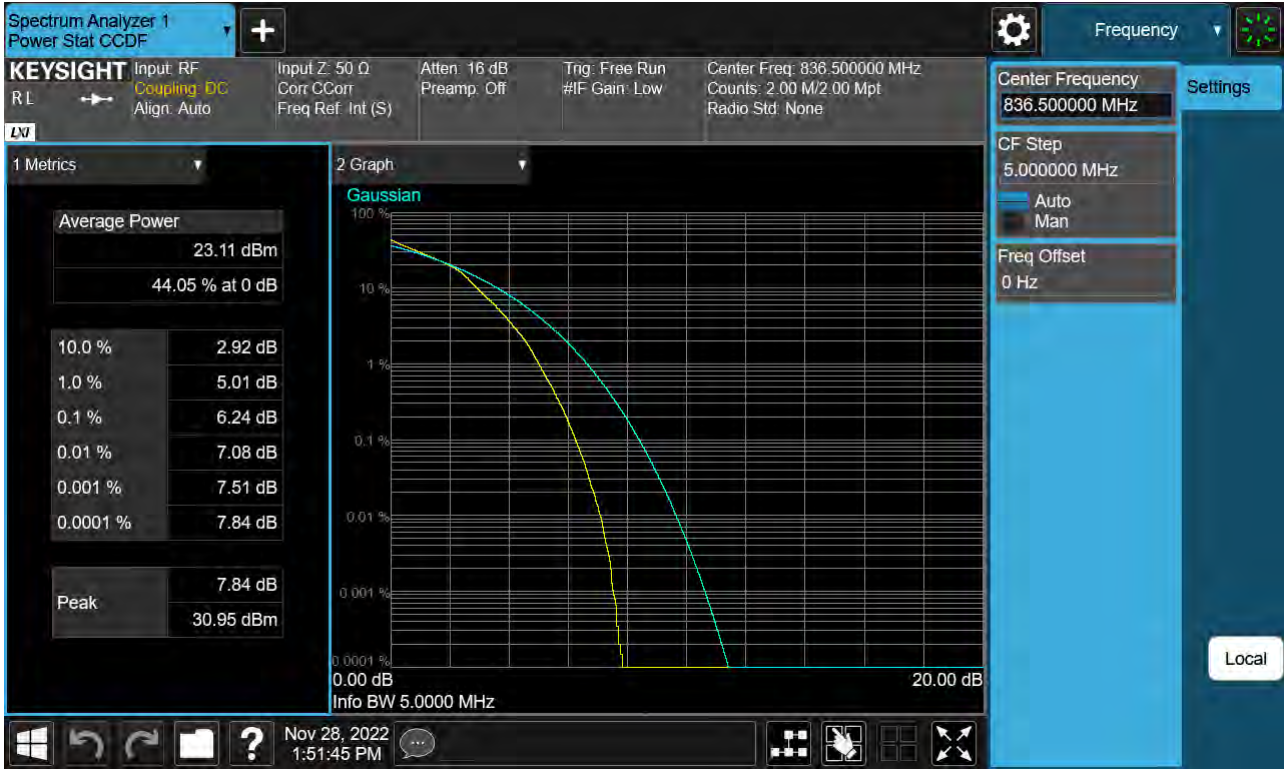 Spectrum Analyzer 1
Power Stat CCDF
+
Frequency
KEYSIGHT
R L
LXI
Input: RF
Coupling: DC
Align: Auto
Input Z: 50 Ω
Corr CCorr
Freq Ref: Int (S)
Atten: 16 dB
Preamp: Off
Trig: Free Run
#IF Gain: Low
Center Freq: 836.500000 MHz
Counts: 2.00 M/2.00 Mpt
Radio Std: None
Center Frequency
836.500000 MHz
Settings
CF Step
5.000000 MHz
Auto
Man
Freq Offset
0 Hz
Local
1 Metrics
Average Power
23.11 dBm
44.05 % at 0 dB
10.0 % 2.92 dB
1.0 % 5.01 dB
0.1 % 6.24 dB
0.01 % 7.08 dB
0.001 % 7.51 dB
0.0001 % 7.84 dB
Peak
7.84 dB
30.95 dBm
2 Graph
Gaussian
100 %
10 %
1 %
0.1 %
0.01 %
0.001 %
0.0001 %
0.00 dB 20.00 dB
Info BW 5.0000 MHz
?
Nov 28, 2022
1:51:45 PM